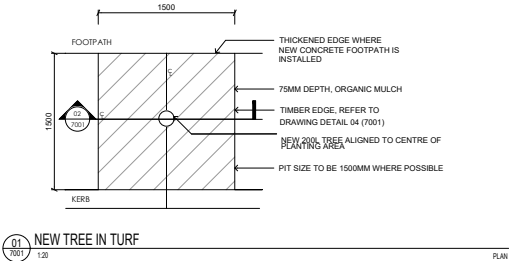 1500
FOOTPATH
THICKENED EDGE WHERE
NEW CONCRETE FOOTPATH IS
INSTALLED
℄
75MM DEPTH, ORGANIC MULCH
TIMBER EDGE, REFER TO
DRAWING DETAIL 04 (7001)
02
7001
℄
1500
NEW 200L TREE ALIGNED TO CENTRE OF
PLANTING AREA
PIT SIZE TO BE 1500MM WHERE POSSIBLE
KERB
01
7001
NEW TREE IN TURF
1:20
PLAN